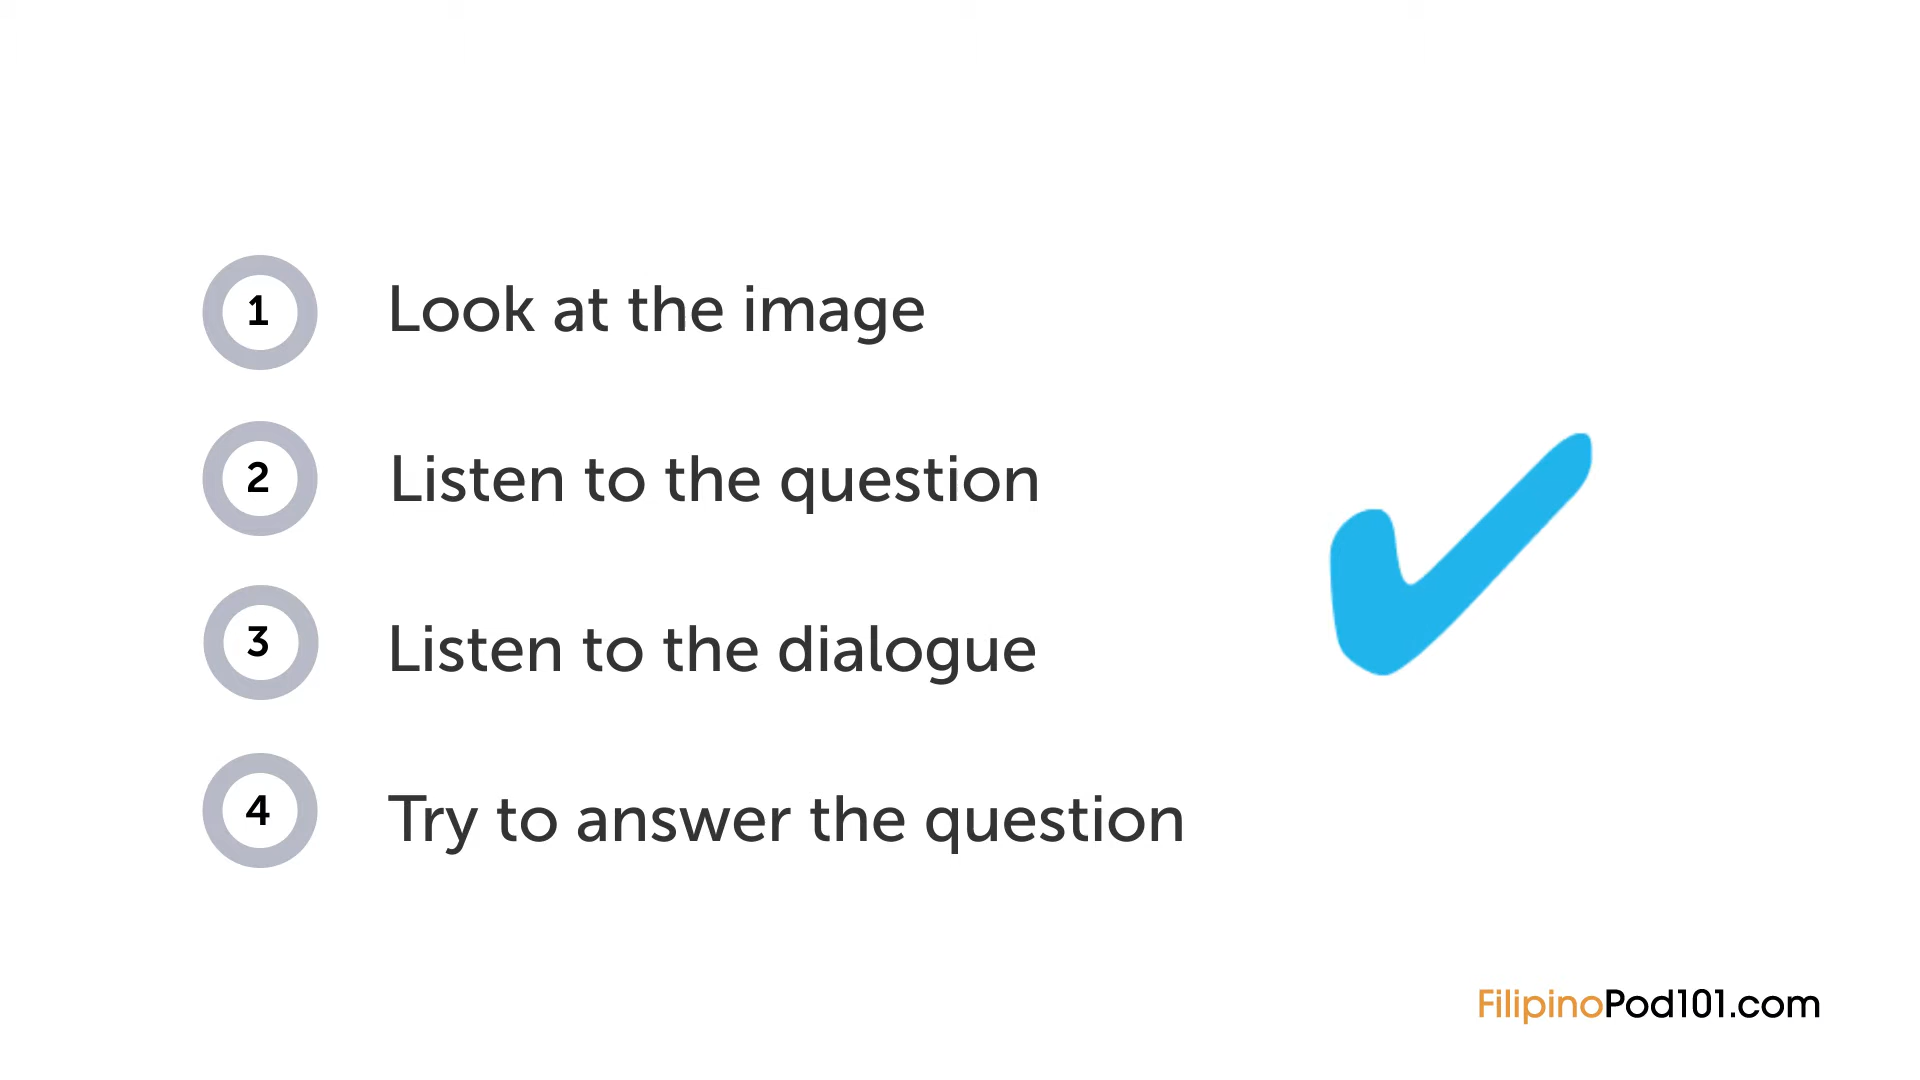 1 Look at the image
2 Listen to the question
3 Listen to the dialogue
4 Try to answer the question
FilipinoPod101.com